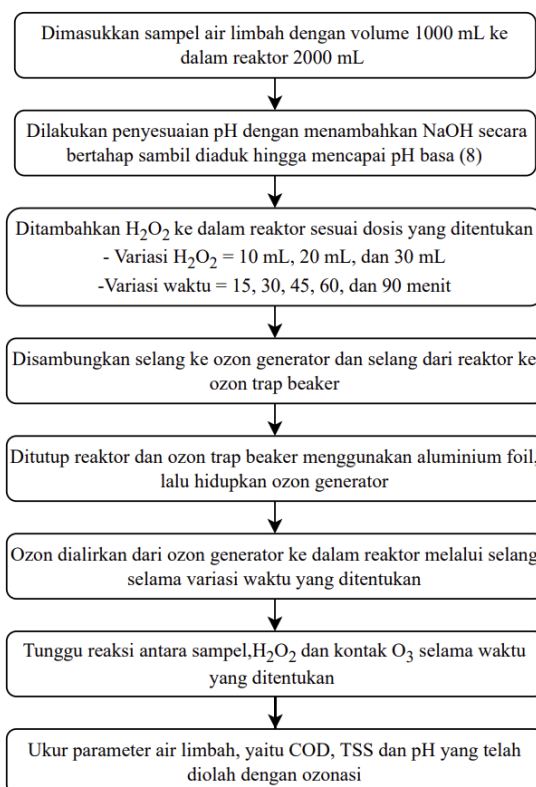 Dimasukkan sampel air limbah dengan volume 1000 mL ke
dalam reaktor 2000 mL
Dilakukan penyesuaian pH dengan menambahkan NaOH secara
bertahap sambil diaduk hingga mencapai pH basa (8)
Ditambahkan H₂O₂ ke dalam reaktor sesuai dosis yang ditentukan
- Variasi H₂O₂ = 10 mL, 20 mL, dan 30 mL
-Variasi waktu = 15, 30, 45, 60, dan 90 menit
Disambungkan selang ke ozon generator dan selang dari reaktor ke
ozon trap beaker
Ditutup reaktor dan ozon trap beaker menggunakan aluminium foil,
lalu hidupkan ozon generator
Ozon dialirkan dari ozon generator ke dalam reaktor melalui selang
selama variasi waktu yang ditentukan
Tunggu reaksi antara sampel,H₂O₂ dan kontak O₃ selama waktu
yang ditentukan
Ukur parameter air limbah, yaitu COD, TSS dan pH yang telah
diolah dengan ozonasi